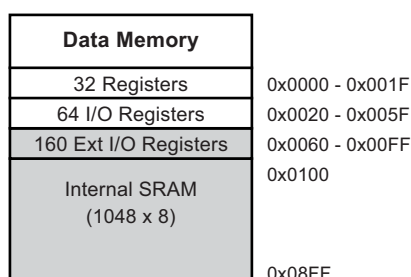 Data Memory
32 Registers 0x0000 - 0x001F
64 I/O Registers 0x0020 - 0x005F
160 Ext I/O Registers 0x0060 - 0x00FF
0x0100
Internal SRAM
(1048 x 8)
0x08FF